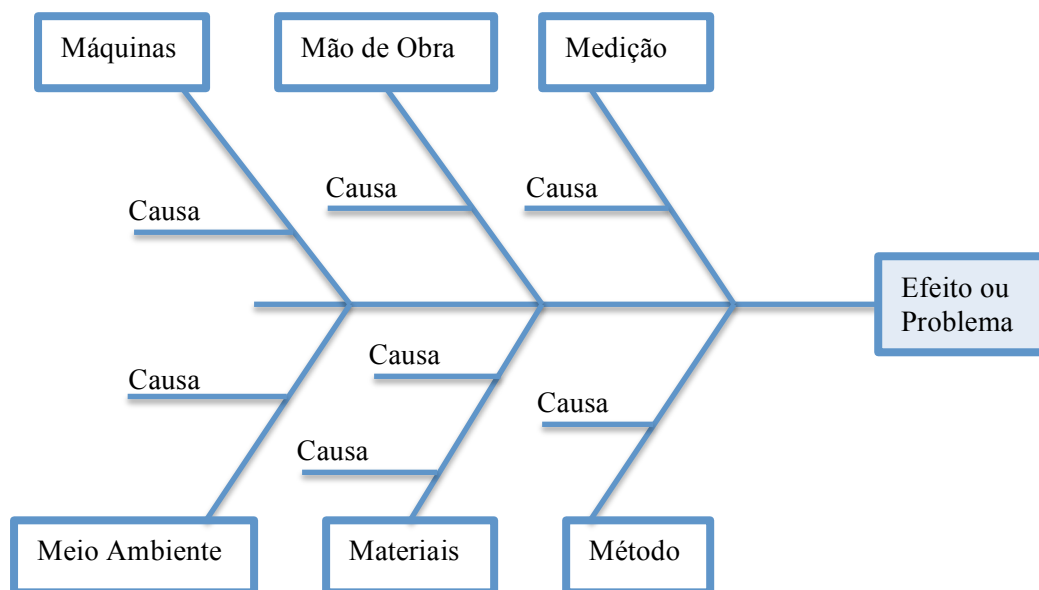 Máquinas
Mão de Obra
Medição
Causa
Causa
Causa
Efeito ou
Problema
Causa
Causa
Causa
Causa
Meio Ambiente
Materiais
Método